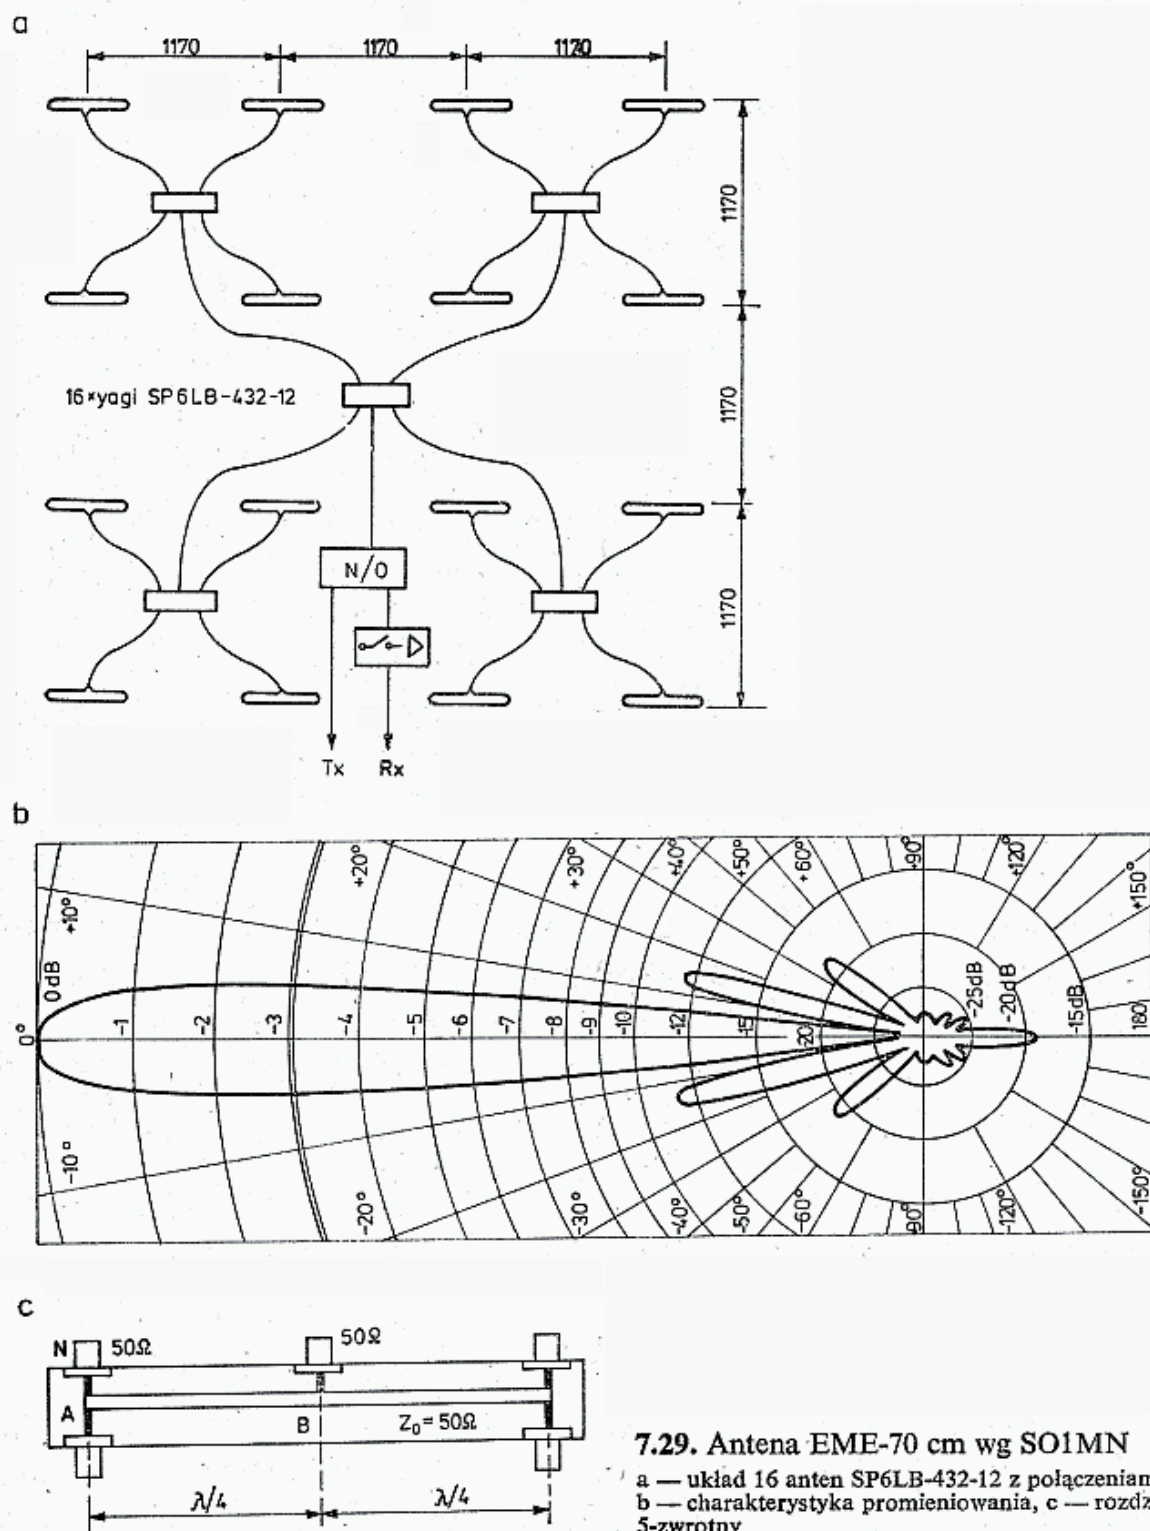 a
1170 1170 1170
1170
16×yagi SP6LB-432-12
1170
N/O
1170
Tx Rx
b
+10° +20° +30° +40° +50° +60° +90° +120° +150°
0dB -25dB -20dB -15dB
0° -1 -2 -3 -4 -5 -6 -7 -8 -9 -10 -12 -15 -20 180
-10° -20° -30° -40° -50° -60° 90° -120° -150°
c
N 50Ω 50Ω
A B Z₀=50Ω
λ/4 λ/4
7.29. Antena EME-70 cm wg SO1MN
a — układ 16 anten SP6LB-432-12 z połączeniam
b — charakterystyka promieniowania, c — rozdz
5-zwrotny